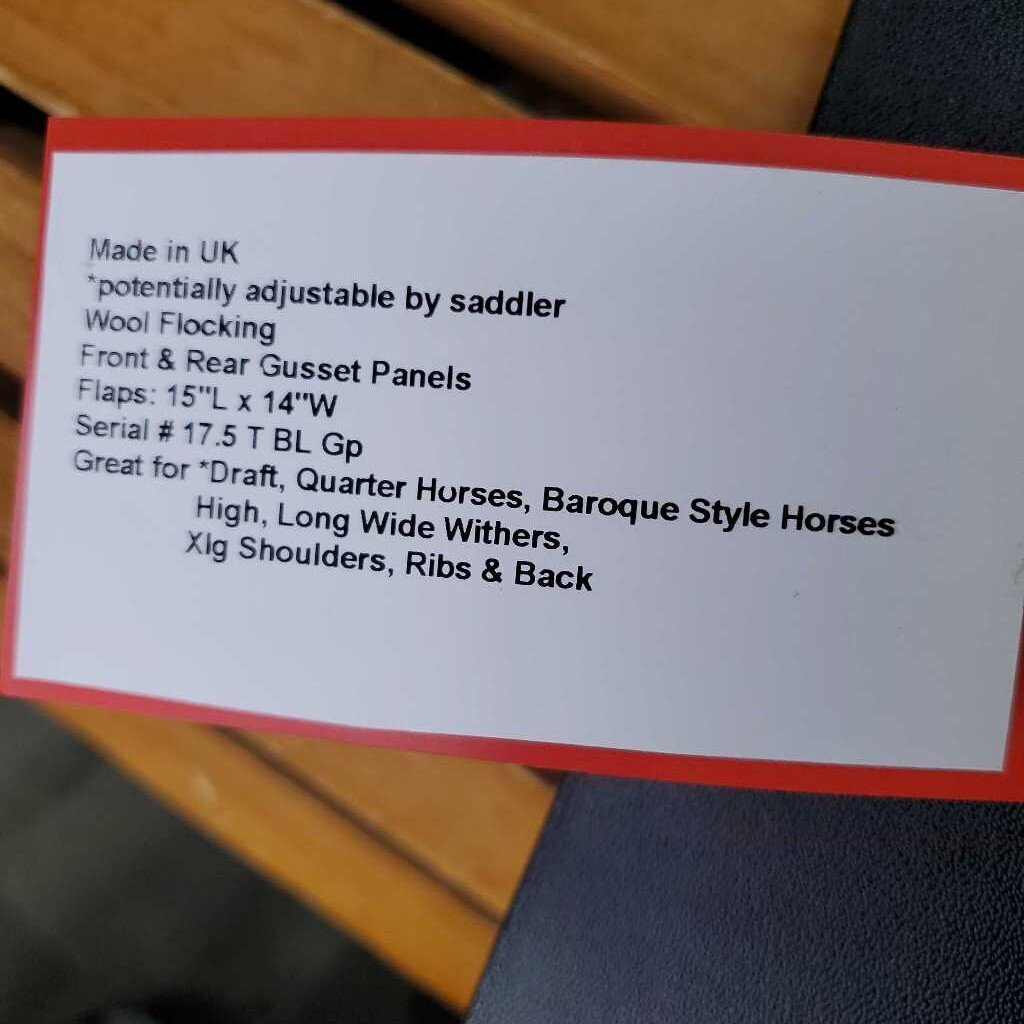 Made in UK
*potentially adjustable by saddler
Wool Flocking
Front & Rear Gusset Panels
Flaps: 15"L x 14"W
Serial # 17.5 T BL Gp
Great for *Draft, Quarter Horses, Baroque Style Horses
High, Long Wide Withers,
Xlg Shoulders, Ribs & Back